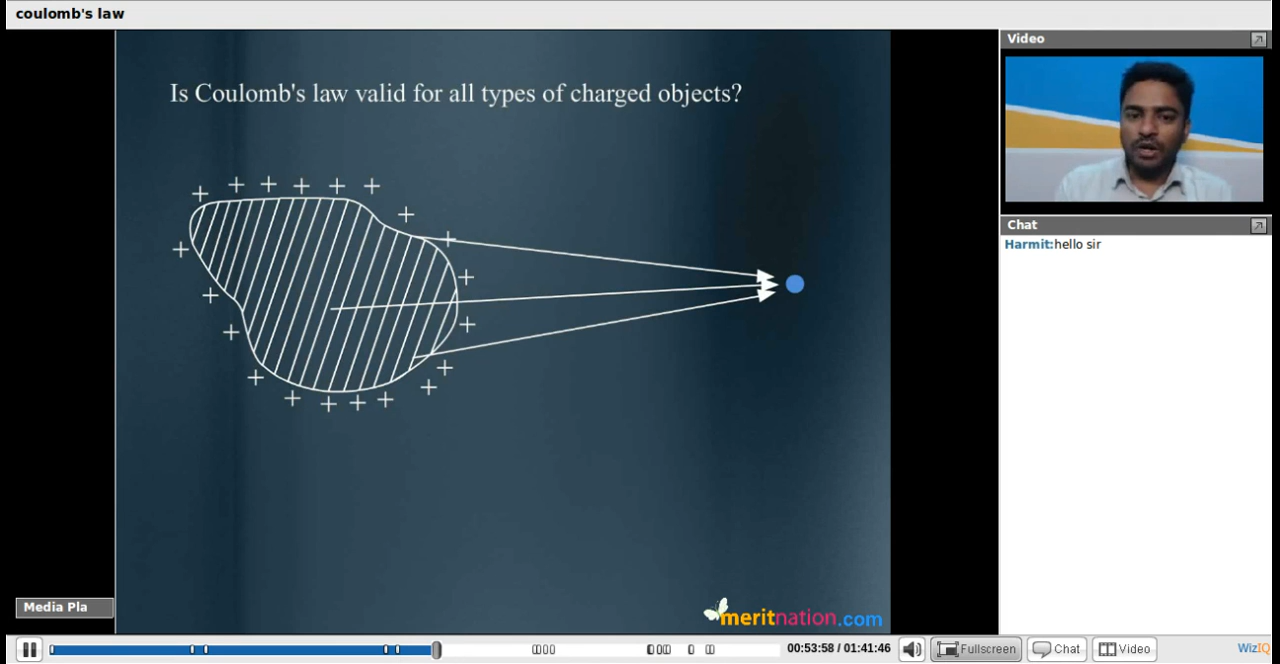 coulomb's law
Is Coulomb's law valid for all types of charged objects?
Video
Chat
Harmit:hello sir
Media Pla
meritnation.com
00:53:58 / 01:41:46
Fullscreen
Chat
Video
WizIQ